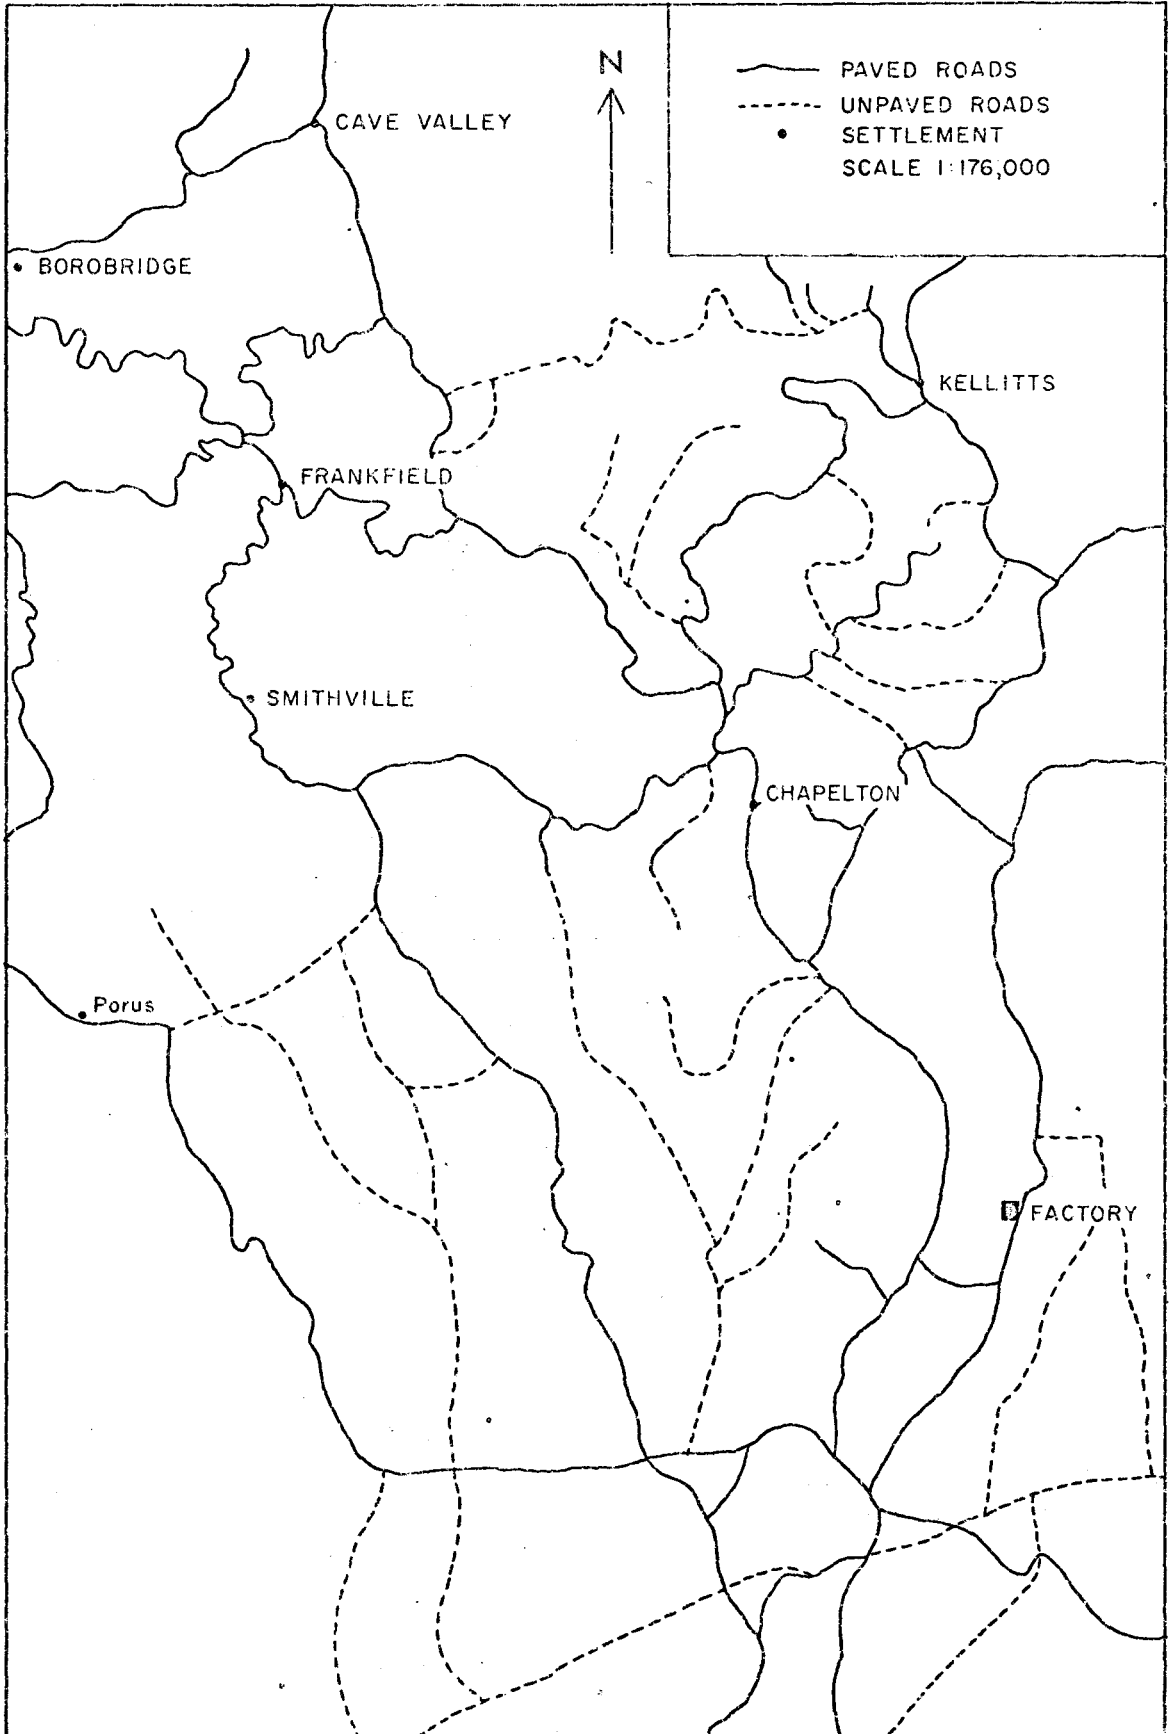 N
PAVED ROADS
UNPAVED ROADS
SETTLEMENT
SCALE 1:176,000
CAVE VALLEY
BOROBRIDGE
KELLITTS
FRANKFIELD
SMITHVILLE
CHAPELTON
Porus
FACTORY